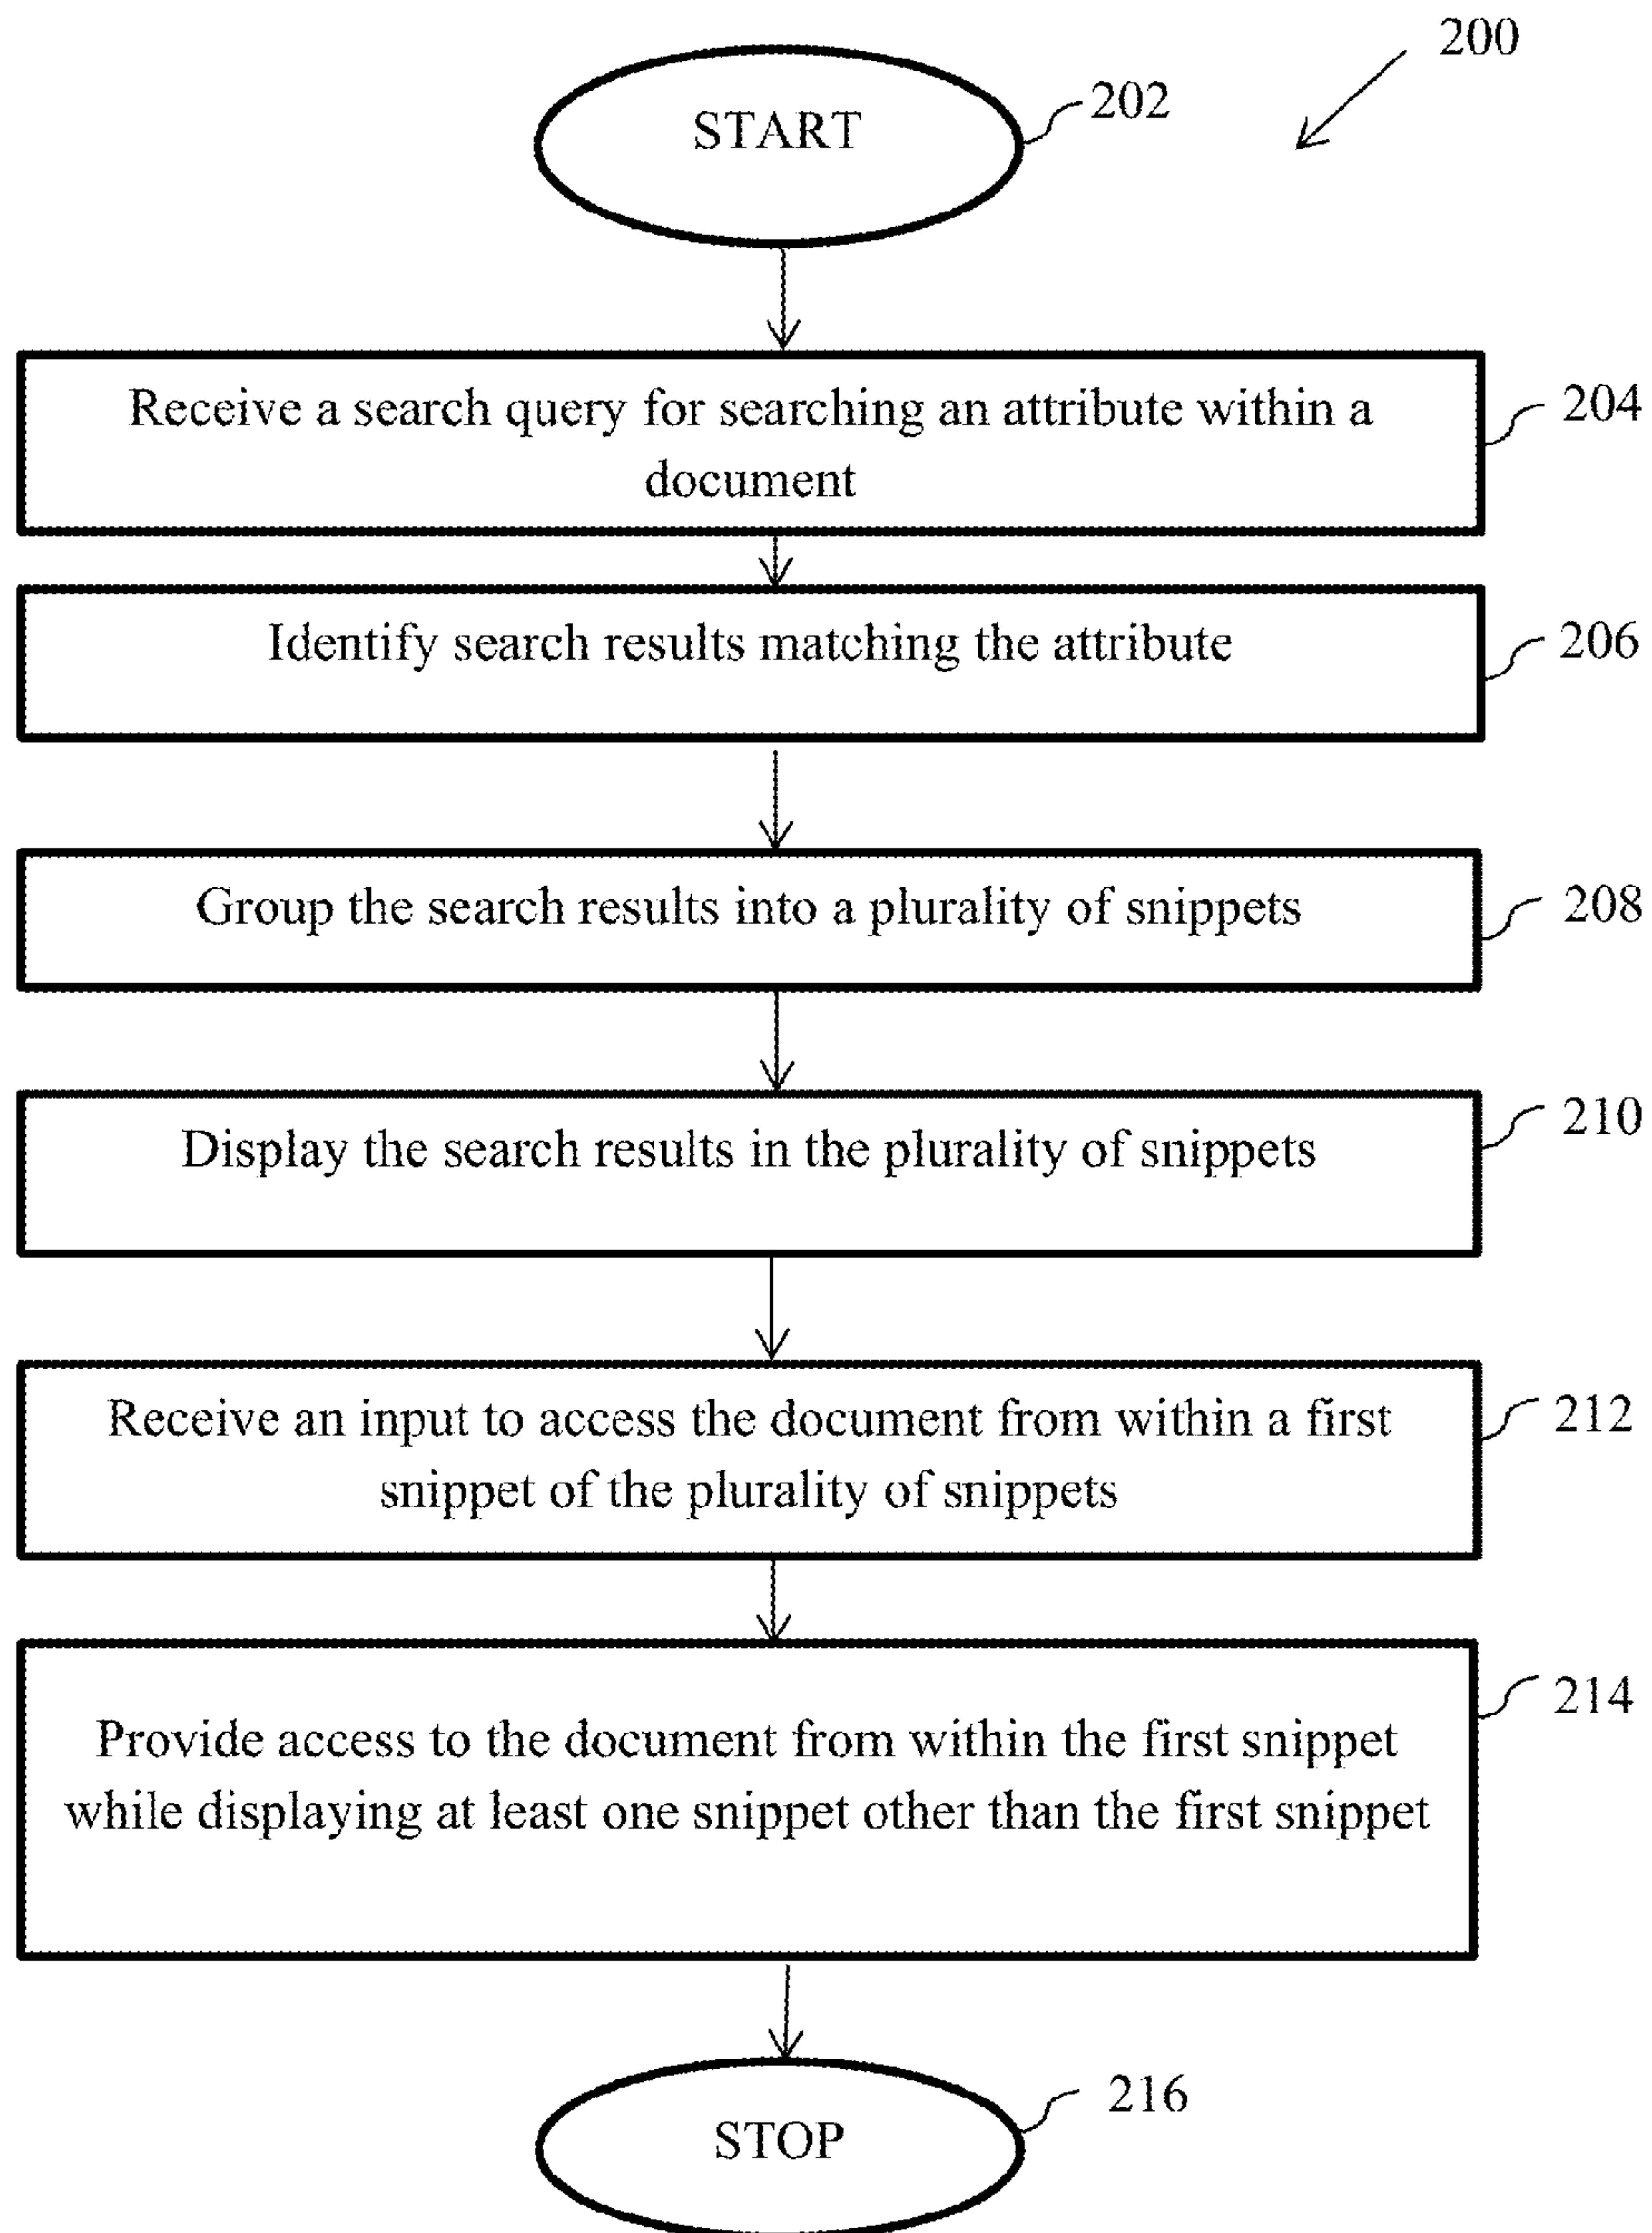 200
START
202
Receive a search query for searching an attribute within a
document
204
Identify search results matching the attribute
206
Group the search results into a plurality of snippets
208
Display the search results in the plurality of snippets
210
Receive an input to access the document from within a first
snippet of the plurality of snippets
212
Provide access to the document from within the first snippet
while displaying at least one snippet other than the first snippet
214
STOP
216